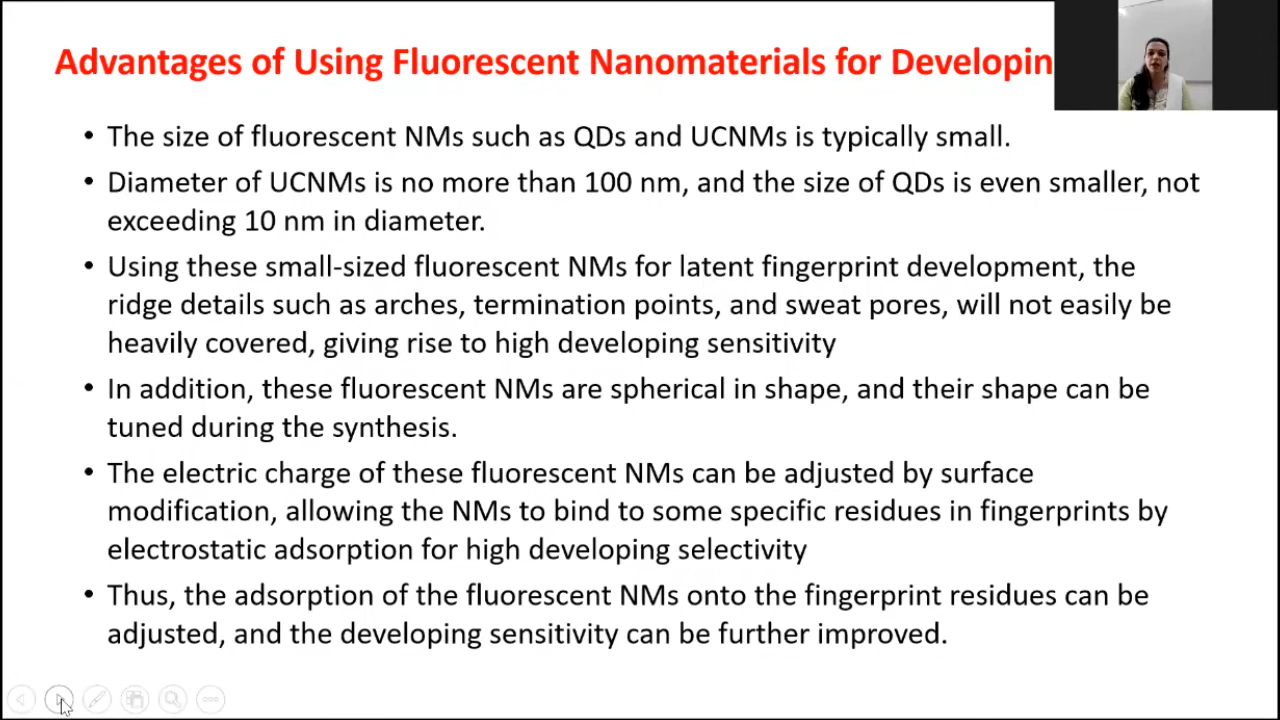 Advantages of Using Fluorescent Nanomaterials for Developin
• The size of fluorescent NMs such as QDs and UCNMs is typically small.
• Diameter of UCNMs is no more than 100 nm, and the size of QDs is even smaller, not
exceeding 10 nm in diameter.
• Using these small-sized fluorescent NMs for latent fingerprint development, the
ridge details such as arches, termination points, and sweat pores, will not easily be
heavily covered, giving rise to high developing sensitivity
• In addition, these fluorescent NMs are spherical in shape, and their shape can be
tuned during the synthesis.
• The electric charge of these fluorescent NMs can be adjusted by surface
modification, allowing the NMs to bind to some specific residues in fingerprints by
electrostatic adsorption for high developing selectivity
• Thus, the adsorption of the fluorescent NMs onto the fingerprint residues can be
adjusted, and the developing sensitivity can be further improved.